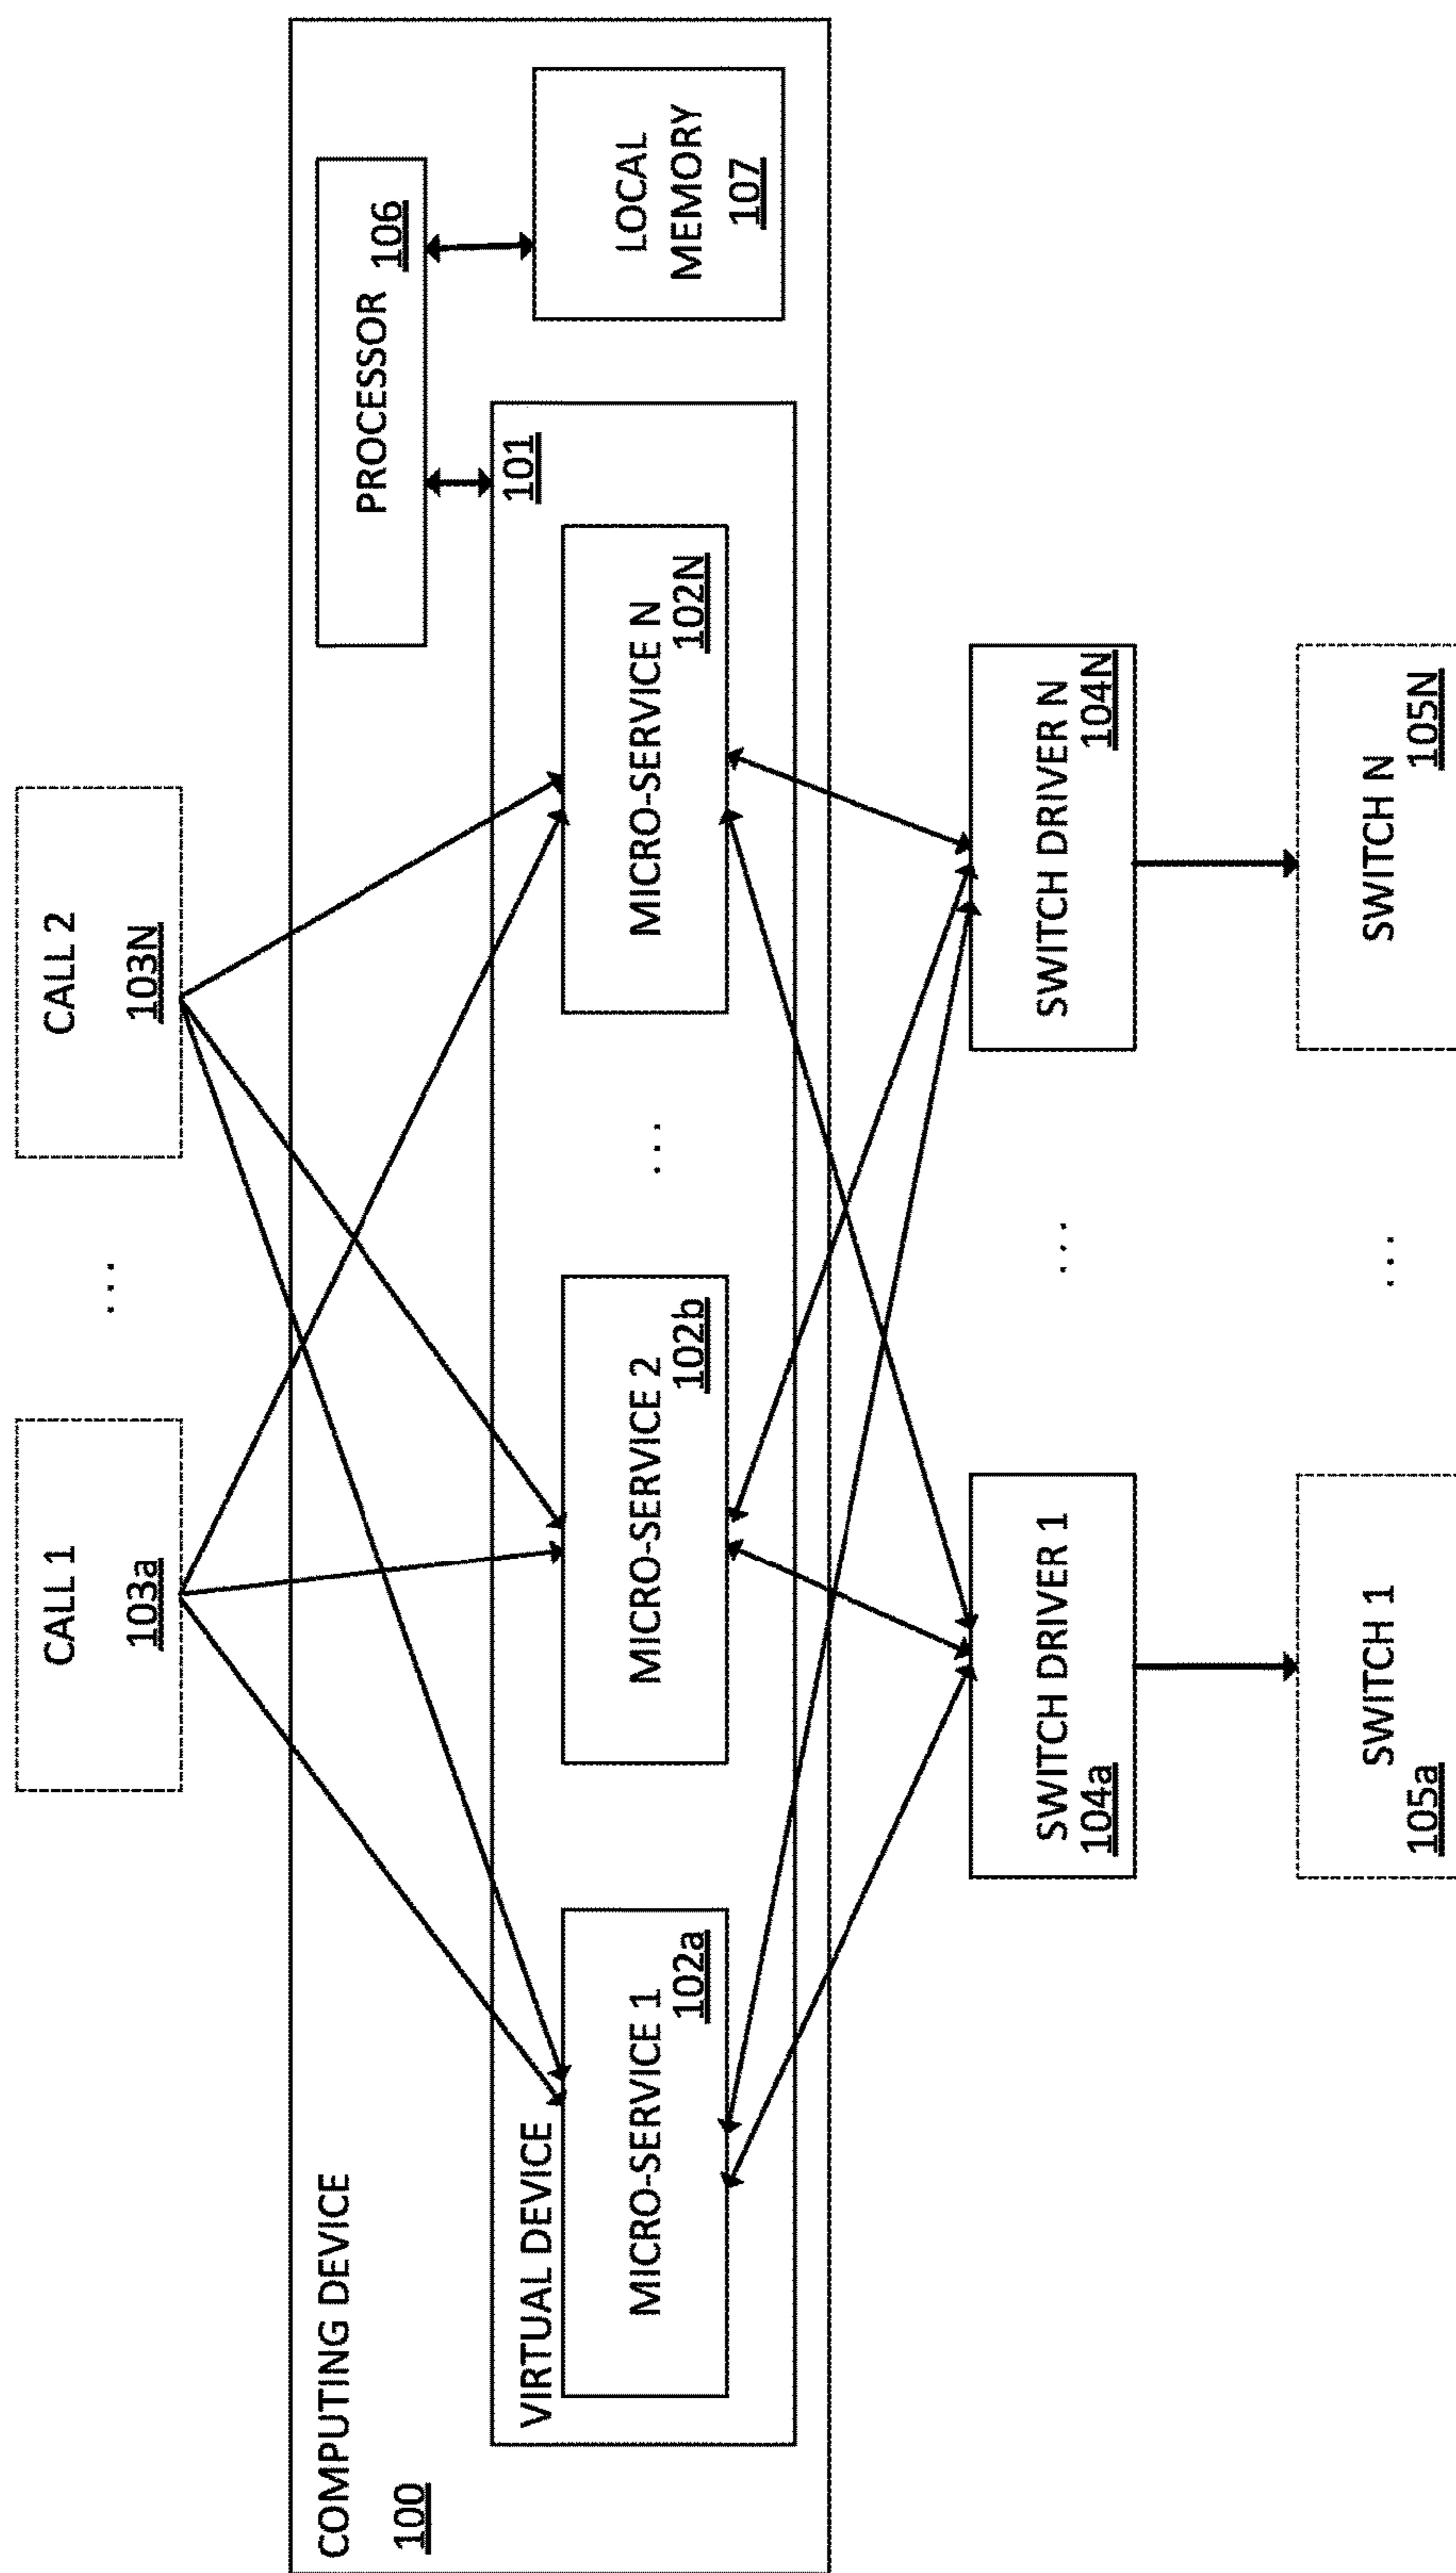 CALL 1
103a
...
CALL 2
103N
COMPUTING DEVICE
100
PROCESSOR
106
LOCAL
MEMORY
107
VIRTUAL DEVICE
101
MICRO-SERVICE 1
102a
MICRO-SERVICE 2
102b
...
MICRO-SERVICE N
102N
SWITCH DRIVER 1
104a
...
SWITCH DRIVER N
104N
SWITCH 1
105a
...
SWITCH N
105N